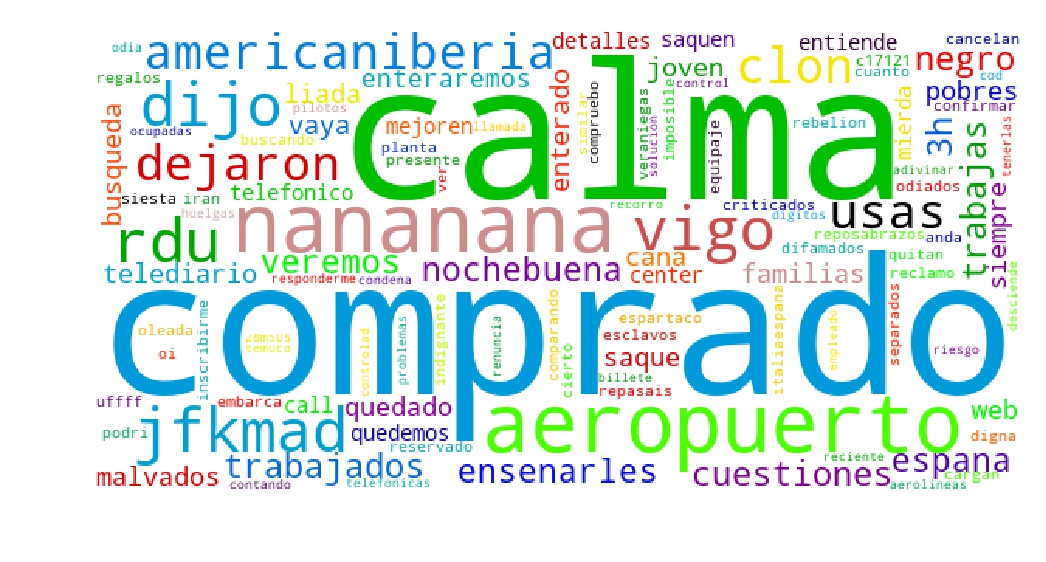 odia americaniberia detalles saquen entiende cancelan
regalos enteraremos joven clon c17121 negro
cuanto cod
dijo liada calma control pobres
pilotos confirmar
ocupadas vaya mejoren llamada rebelion 3h
buscando planta
busqueda dejaron presente ver enterado similar compruebo veraniegas solución imposible equipaje mierda adivinar tenerlas
odiados
siesta iran telefonico recorro criticados usas trabajas siempre
huelgas nananana vigo digitos
rdu reposabrazos anda
veremos cana difamados quitan
telediario responderme condena nochebuena center familias reclamo desciende
comprado
oleada inscribirme 28m5us temuco controlar problemas indignante renuncia comparando cierto espartaco italiaespana empleado separados riesgo
oi esclavos
saque
billete
repasais
uffff embarca call quedado aeropuerto web
podri jfkmad quedemos digna
reservado reciente espana
malvados trabajados ensenarles cuestiones cargan
contando telefonicas aerolineas